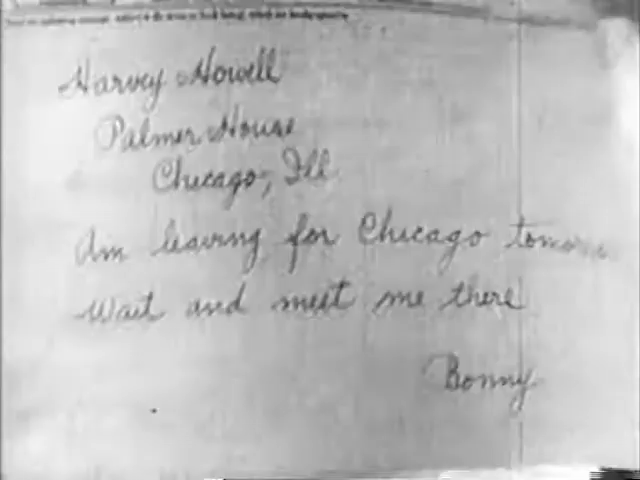 Harvey Howell
Palmer House
Chicago, Ill
Am leaving for Chicago
Wait and meet me there
Bonny